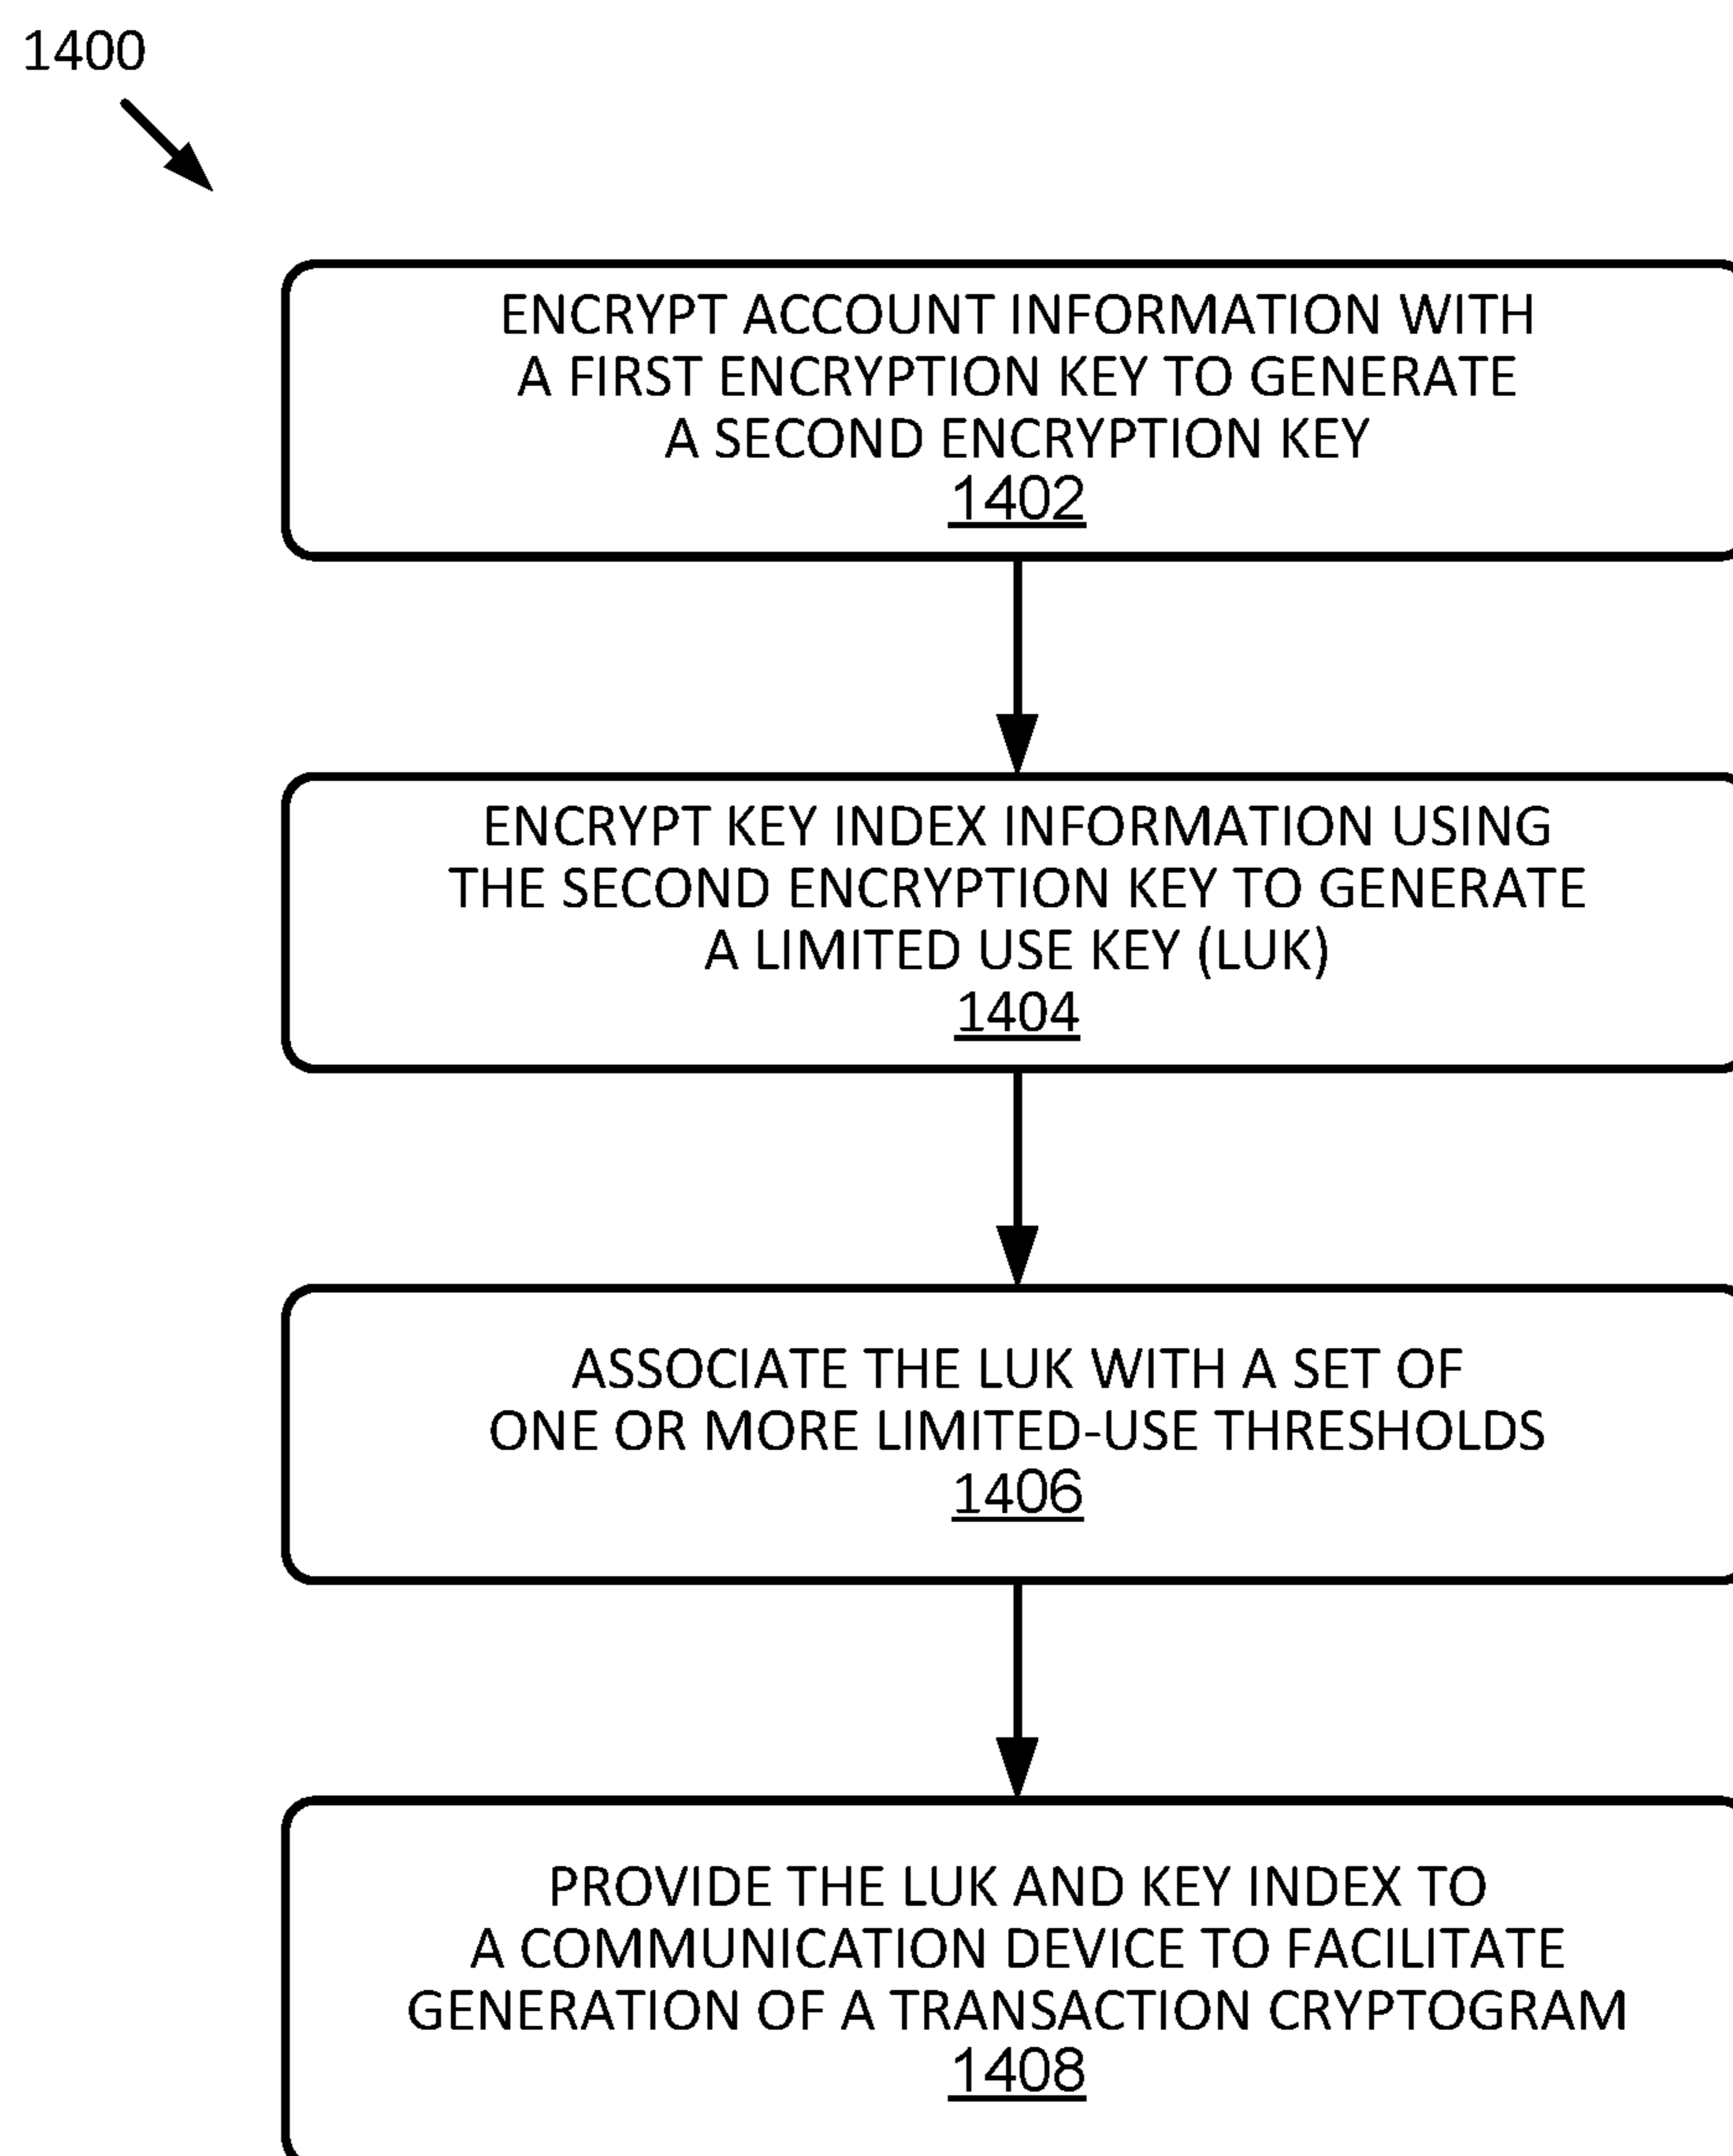 1400
ENCRYPT ACCOUNT INFORMATION WITH
A FIRST ENCRYPTION KEY TO GENERATE
A SECOND ENCRYPTION KEY
1402
ENCRYPT KEY INDEX INFORMATION USING
THE SECOND ENCRYPTION KEY TO GENERATE
A LIMITED USE KEY (LUK)
1404
ASSOCIATE THE LUK WITH A SET OF
ONE OR MORE LIMITED-USE THRESHOLDS
1406
PROVIDE THE LUK AND KEY INDEX TO
A COMMUNICATION DEVICE TO FACILITATE
GENERATION OF A TRANSACTION CRYPTOGRAM
1408